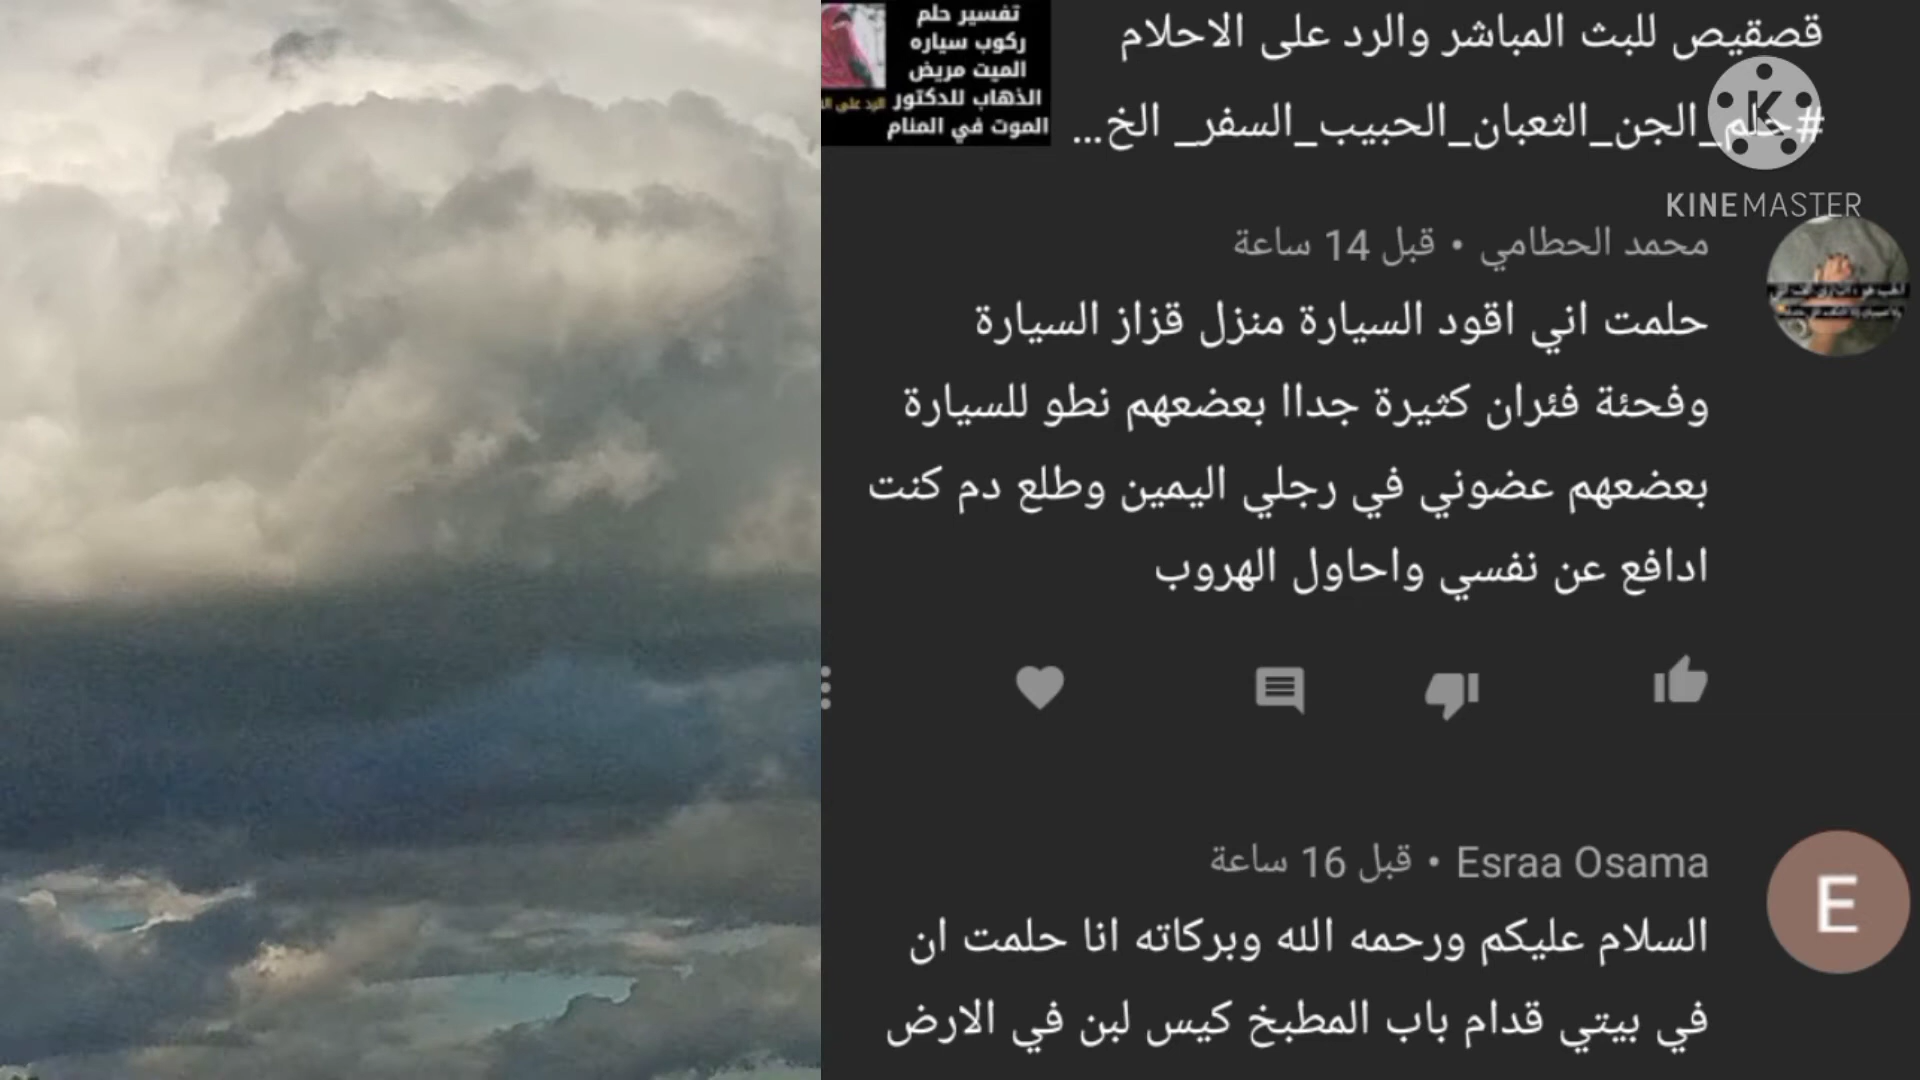 تفسير حلم
ركوب سياره
الميت مريض
الذهاب للدكتور
الموت في المنام
الرد على
قصقيص للبث المباشر والرد على الاحلام
#حلم_الجن_الثعبان_الحبيب_السفر_ الخ...
K
KINEMASTER
محمد الحطامي • قبل 14 ساعة
حلمت اني اقود السيارة منزل قزاز السيارة
وفحئة فئران كثيرة جداا بعضعهم نطو للسيارة
بعضعهم عضوني في رجلي اليمين وطلع دم كنت
ادافع عن نفسي واحاول الهروب
Esraa Osama • قبل 16 ساعة
E
السلام عليكم ورحمه الله وبركاته انا حلمت ان
في بيتي قدام باب المطبخ كيس لبن في الارض